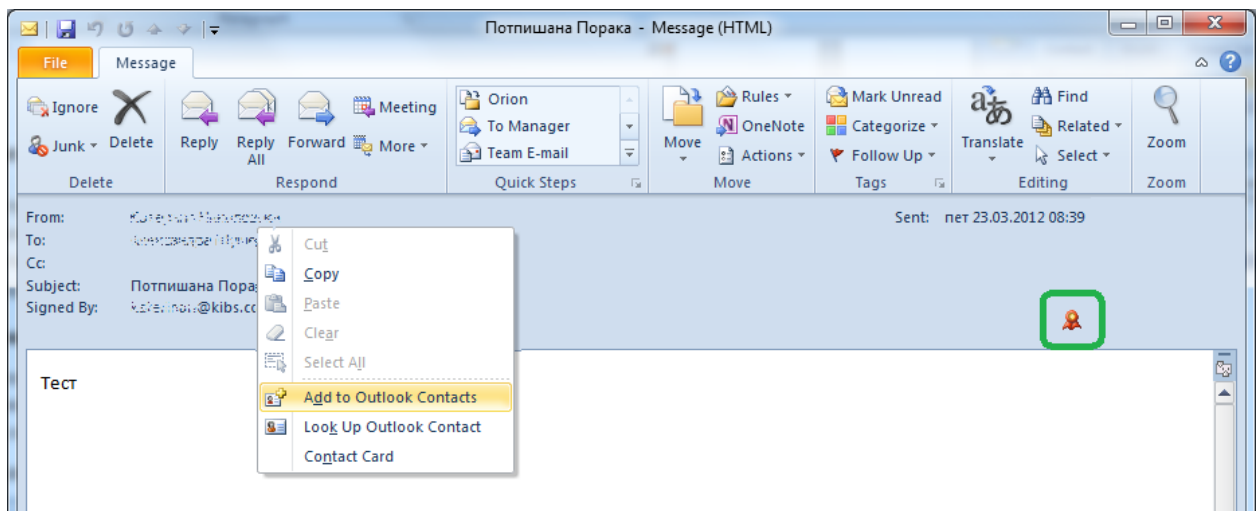 Потпишана Порака - Message (HTML)
File Message
Ignore
Junk
Delete
Reply
Reply All
Forward
Meeting
More
Orion
To Manager
Team E-mail
Move
Rules
OneNote
Actions
Mark Unread
Categorize
Follow Up
Translate
Find
Related
Select
Zoom
Delete Respond Quick Steps Move Tags Editing Zoom
From:
Sent: пет 23.03.2012 08:39
To:
Cc:
Subject: Потпишана
Signed By:
Cut
Copy
Paste
Clear
Select All
Add to Outlook Contacts
Look Up Outlook Contact
Contact Card
Тест